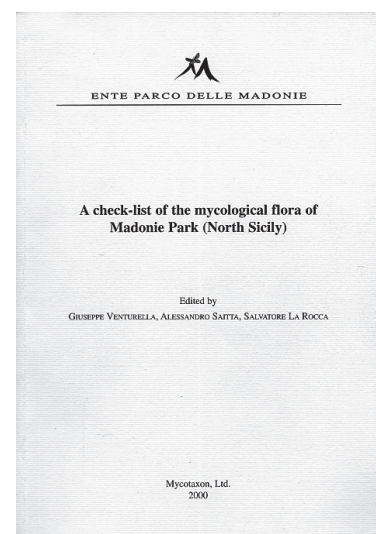 ENTE PARCO DELLE MADONIE
A check-list of the mycological flora of
Madonie Park (North Sicily)
Edited by
GIUSEPPE VENTURELLA, ALESSANDRO SAITTA, SALVATORE LA ROCCA
Mycotaxon, Ltd.
2000